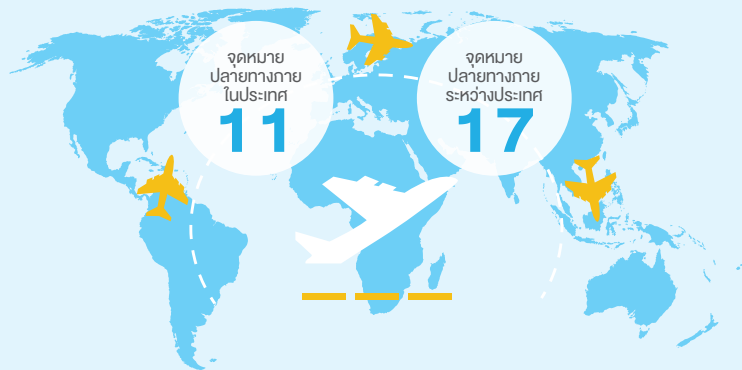 จุดหมาย
ปลายทางภาย
ในประเทศ
11
จุดหมาย
ปลายทางภาย
ระหว่างประเทศ
17